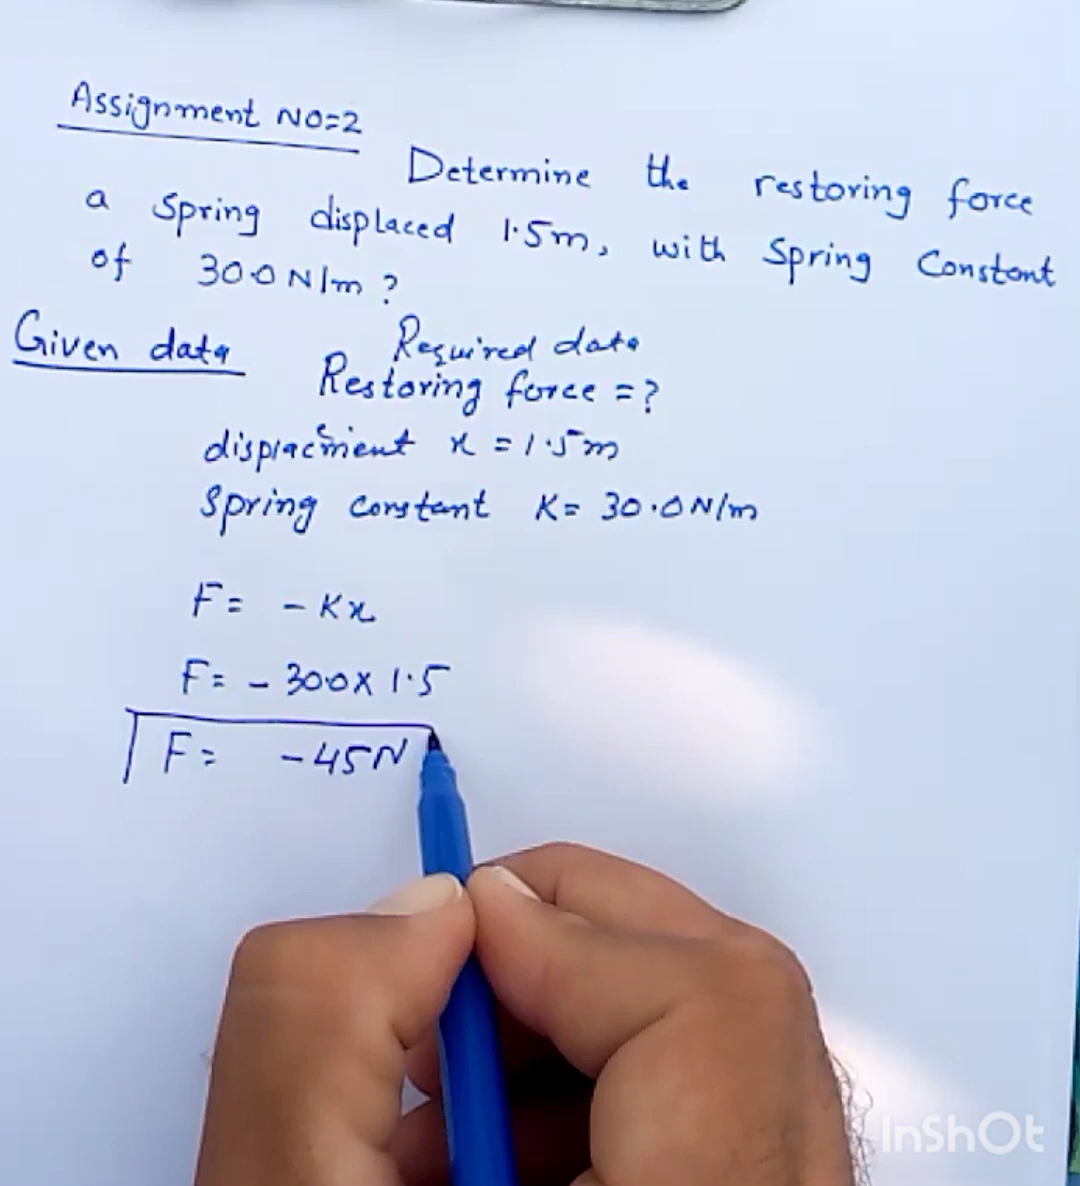 Assignment NO=2
Determine the restoring force
a spring displaced 1.5m, with spring Constant
of 30.0 N/m ?
Given data
Required data
Restoring force = ?
displacment x = 1.5m
Spring constant K= 30.0 N/m
F= -Kx
F= - 30.0 x 1.5
F= -45N
InShOt